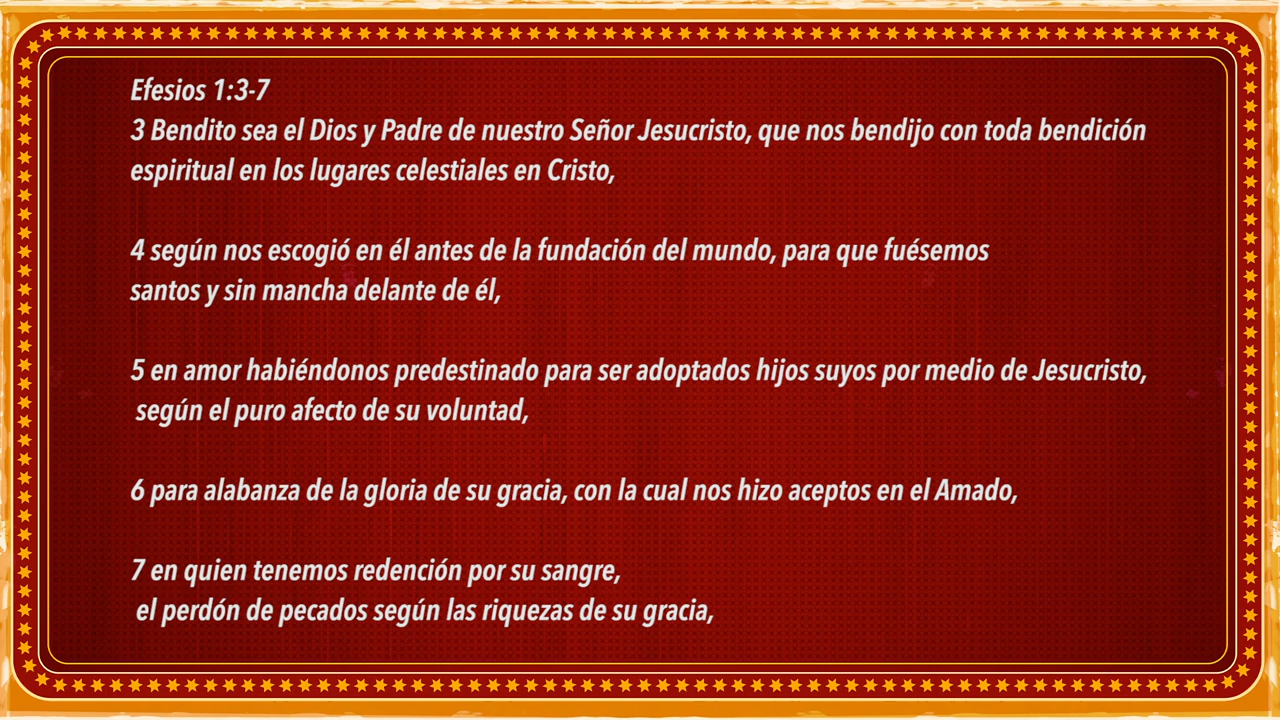 Efesios 1:3-7
3 Bendito sea el Dios y Padre de nuestro Señor Jesucristo, que nos bendijo con toda bendición
espiritual en los lugares celestiales en Cristo,
4 según nos escogió en él antes de la fundación del mundo, para que fuésemos
santos y sin mancha delante de él,
5 en amor habiéndonos predestinado para ser adoptados hijos suyos por medio de Jesucristo,
según el puro afecto de su voluntad,
6 para alabanza de la gloria de su gracia, con la cual nos hizo aceptos en el Amado,
7 en quien tenemos redención por su sangre,
el perdón de pecados según las riquezas de su gracia,